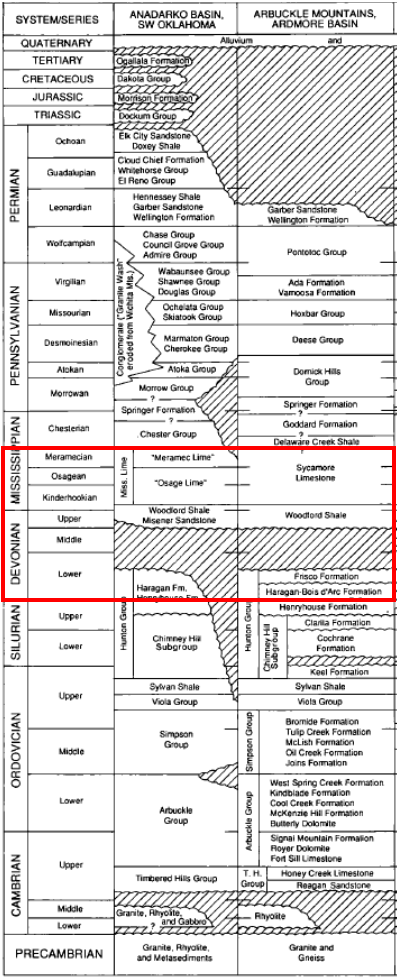 SYSTEM/SERIES
ANADARKO BASIN,
SW OKLAHOMA
ARBUCKLE MOUNTAINS,
ARDMORE BASIN
QUATERNARY
Alluvium and
TERTIARY
Ogallala Formation
CRETACEOUS
Dakota Group
JURASSIC
Morrison Formation
TRIASSIC
Dockum Group
PERMIAN
Ochoan
Elk City Sandstone
Doxey Shale
Guadalupian
Cloud Chief Formation
Whitehorse Group
El Reno Group
Leonardian
Hennessey Shale
Garber Sandstone
Wellington Formation
Garber Sandstone
Wellington Formation
Wolfcampian
Chase Group
Council Grove Group
Admire Group
Pontotoc Group
PENNSYLVANIAN
Conglomerate ("Granite Wash"
eroded from Wichita Mts.)
Virgilian
Wabaunsee Group
Shawnee Group
Douglas Group
Ada Formation
Vamoosa Formation
Missourian
Ochelata Group
Skiatook Group
Hoxbar Group
Desmoinesian
Marmaton Group
Cherokee Group
Deese Group
Atokan
Atoka Group
Dornick Hills
Group
Morrowan
Morrow Group
?
Springer Formation
Springer Formation
?
MISSISSIPPIAN
Chesterian
?
Chester Group
Goddard Formation
?
Delaware Creek Shale
?
Meramecian
Miss. Lime
"Meramec Lime"
Sycamore
Limestone
Osagean
"Osage Lime"
Kinderhookian
DEVONIAN
Upper
Woodford Shale
Misener Sandstone
Woodford Shale
Middle
Lower
Frisco Formation
Hunton Group
Haragan Fm.
Henryhouse Fm.
Hunton Group
Haragan-Bois d'Arc Formation
SILURIAN
Upper
Henryhouse Formation
Clarita Formation
Lower
Chimney Hill
Subgroup
Chimney Hill
Subgroup
Cochrane
Formation
Keel Formation
ORDOVICIAN
Upper
Sylvan Shale
Sylvan Shale
Viola Group
Viola Group
Middle
Simpson
Group
Simpson Group
Bromide Formation
Tulip Creek Formation
McLish Formation
Oil Creek Formation
Joins Formation
Lower
Arbuckle
Group
Arbuckle Group
West Spring Creek Formation
Kindblade Formation
Cool Creek Formation
McKenzie Hill Formation
Butterly Dolomite
CAMBRIAN
Upper
Signal Mountain Formation
Royer Dolomite
Fort Sill Limestone
Timbered Hills Group
T. H.
Group
Honey Creek Limestone
Reagan Sandstone
Middle
Granite, Rhyolite,
and Gabbro
Rhyolite
Lower
?
PRECAMBRIAN
Granite, Rhyolite,
and Metasediments
Granite and
Gneiss